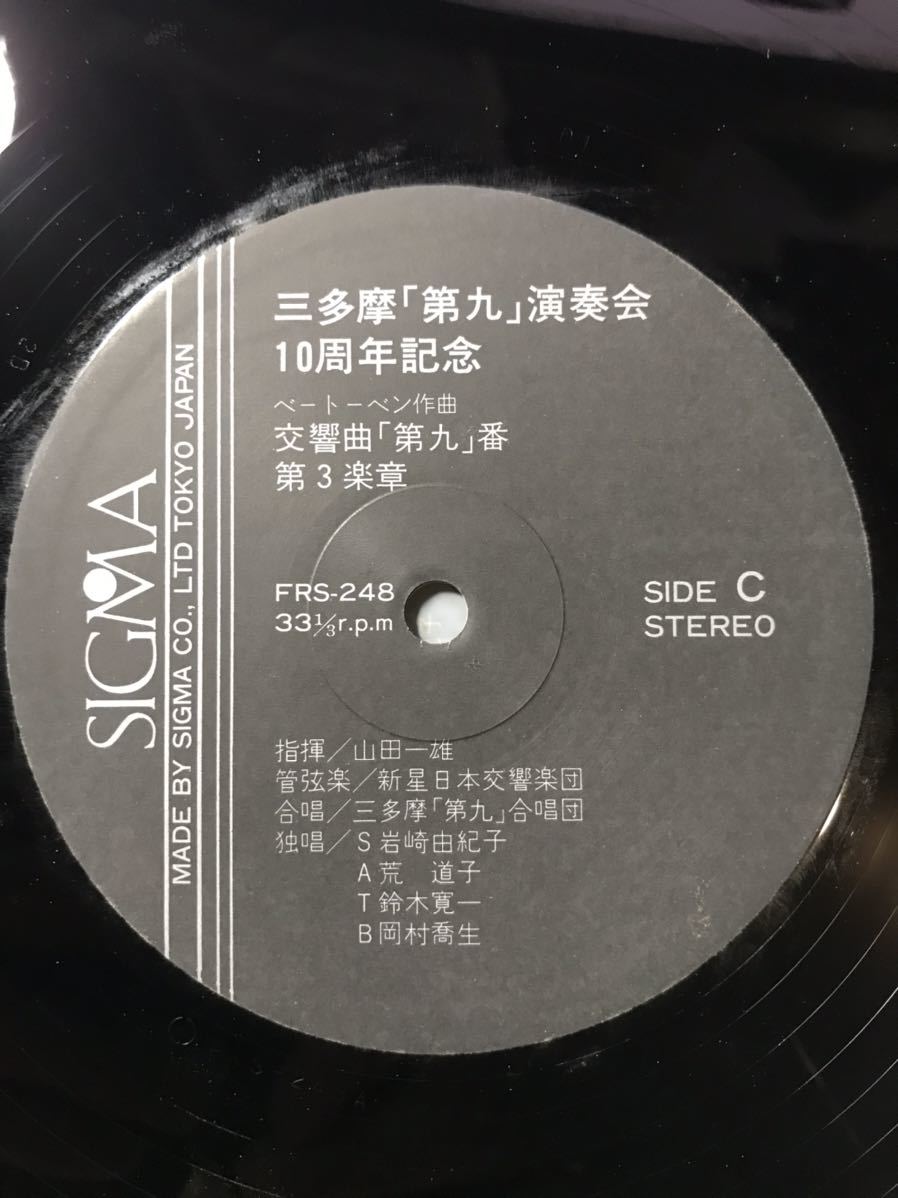 三多摩「第九」演奏会
10周年記念
ベートーベン作曲
交響曲「第九」番
第3楽章
FRS-248
33⅓r.p.m
SIDE C
STEREO
指揮/山田一雄
管弦楽/新星日本交響楽団
合唱/三多摩「第九」合唱団
独唱/S岩崎由紀子
A荒　道子
T鈴木寛一
B岡村喬生
SIGMA
MADE BY SIGMA CO., LTD TOKYO JAPAN